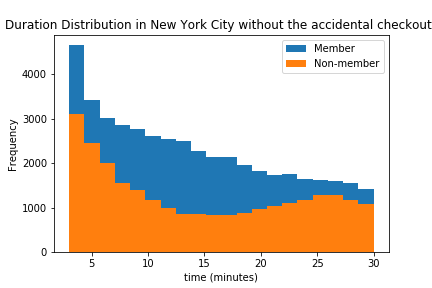 Duration Distribution in New York City without the accidental checkout
Member
Non-member
Frequency
4000
3000
2000
1000
0
5
10
15
20
25
30
time (minutes)